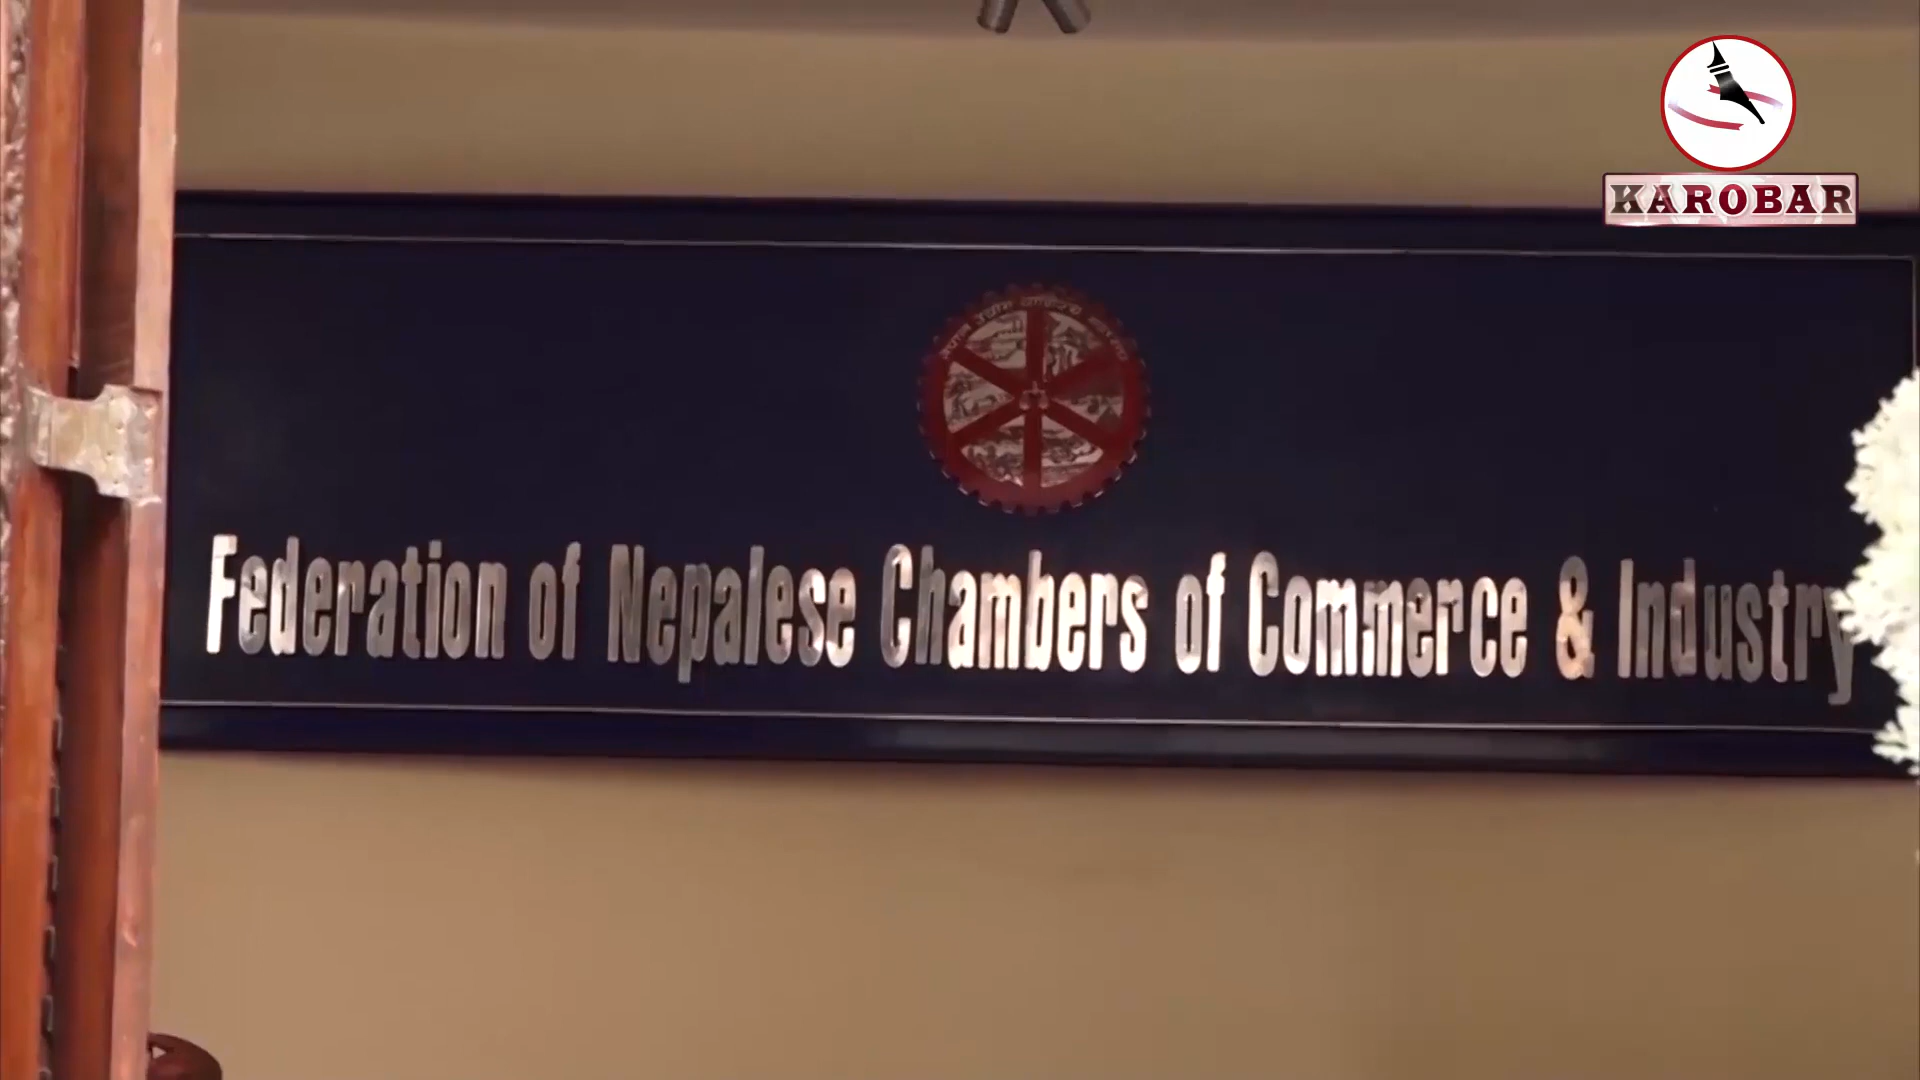 KAROBAR
Federation of Nepalese Chambers of Commerce & Industry